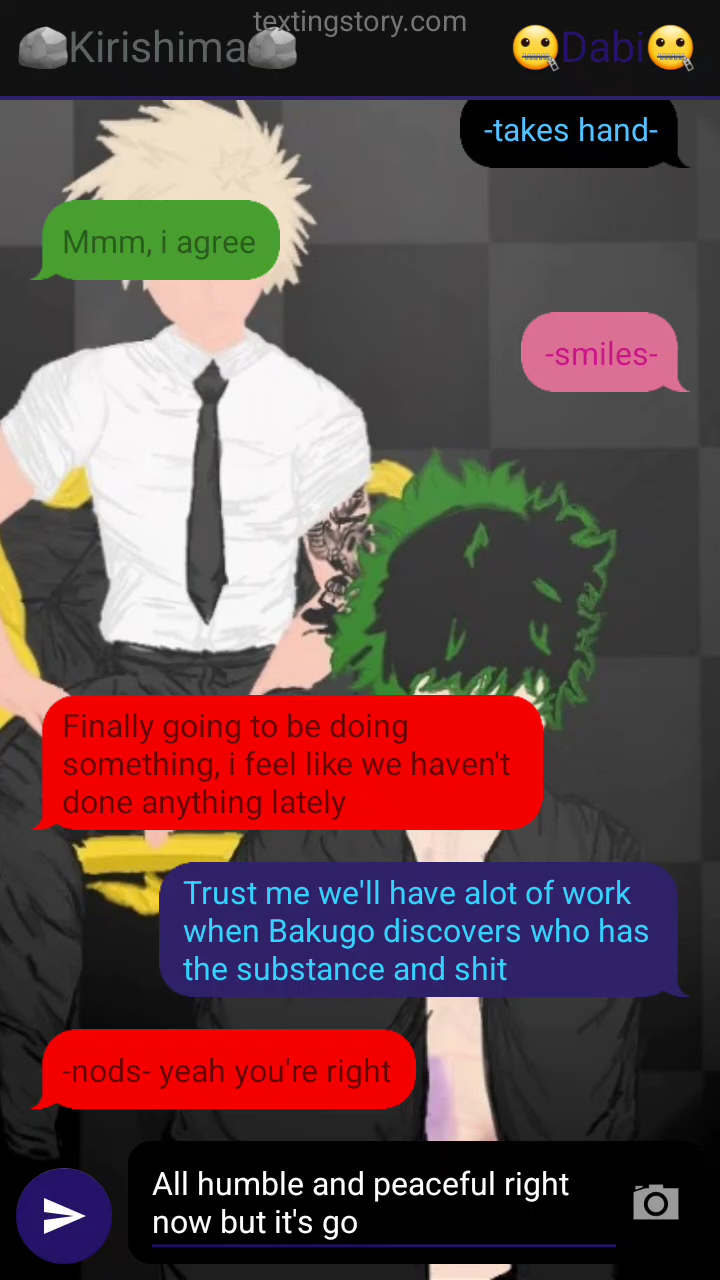 textingstory.com
Kirishima
Dabi
-takes hand-
Mmm, i agree
-smiles-
Finally going to be doing
something, i feel like we haven't
done anything lately
Trust me we'll have alot of work
when Bakugo discovers who has
the substance and shit
-nods- yeah you're right
All humble and peaceful right
now but it's go